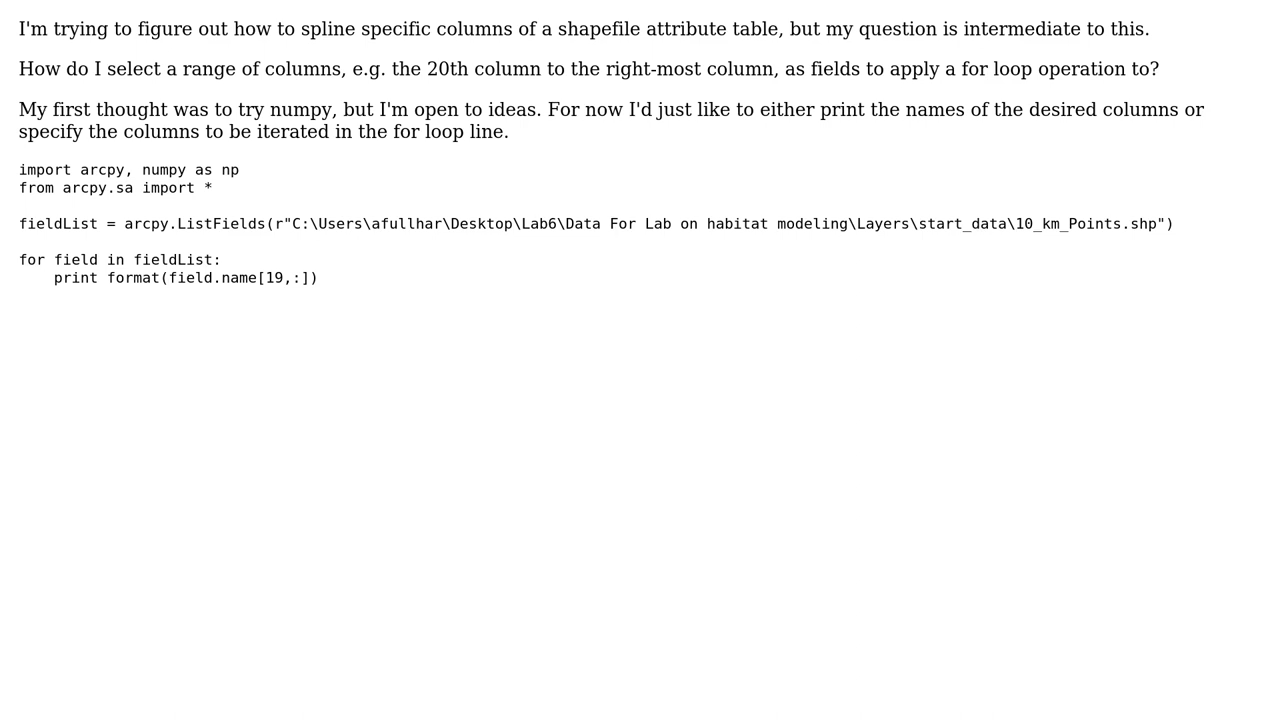 I'm trying to figure out how to spline specific columns of a shapefile attribute table, but my question is intermediate to this.
How do I select a range of columns, e.g. the 20th column to the right-most column, as fields to apply a for loop operation to?
My first thought was to try numpy, but I'm open to ideas. For now I'd just like to either print the names of the desired columns or
specify the columns to be iterated in the for loop line.
import arcpy, numpy as np
from arcpy.sa import *
fieldList = arcpy.ListFields(r"C:\Users\afullhar\Desktop\Lab6\Data For Lab on habitat modeling\Layers\start_data\10_km_Points.shp")
for field in fieldList:
    print format(field.name[19,:])